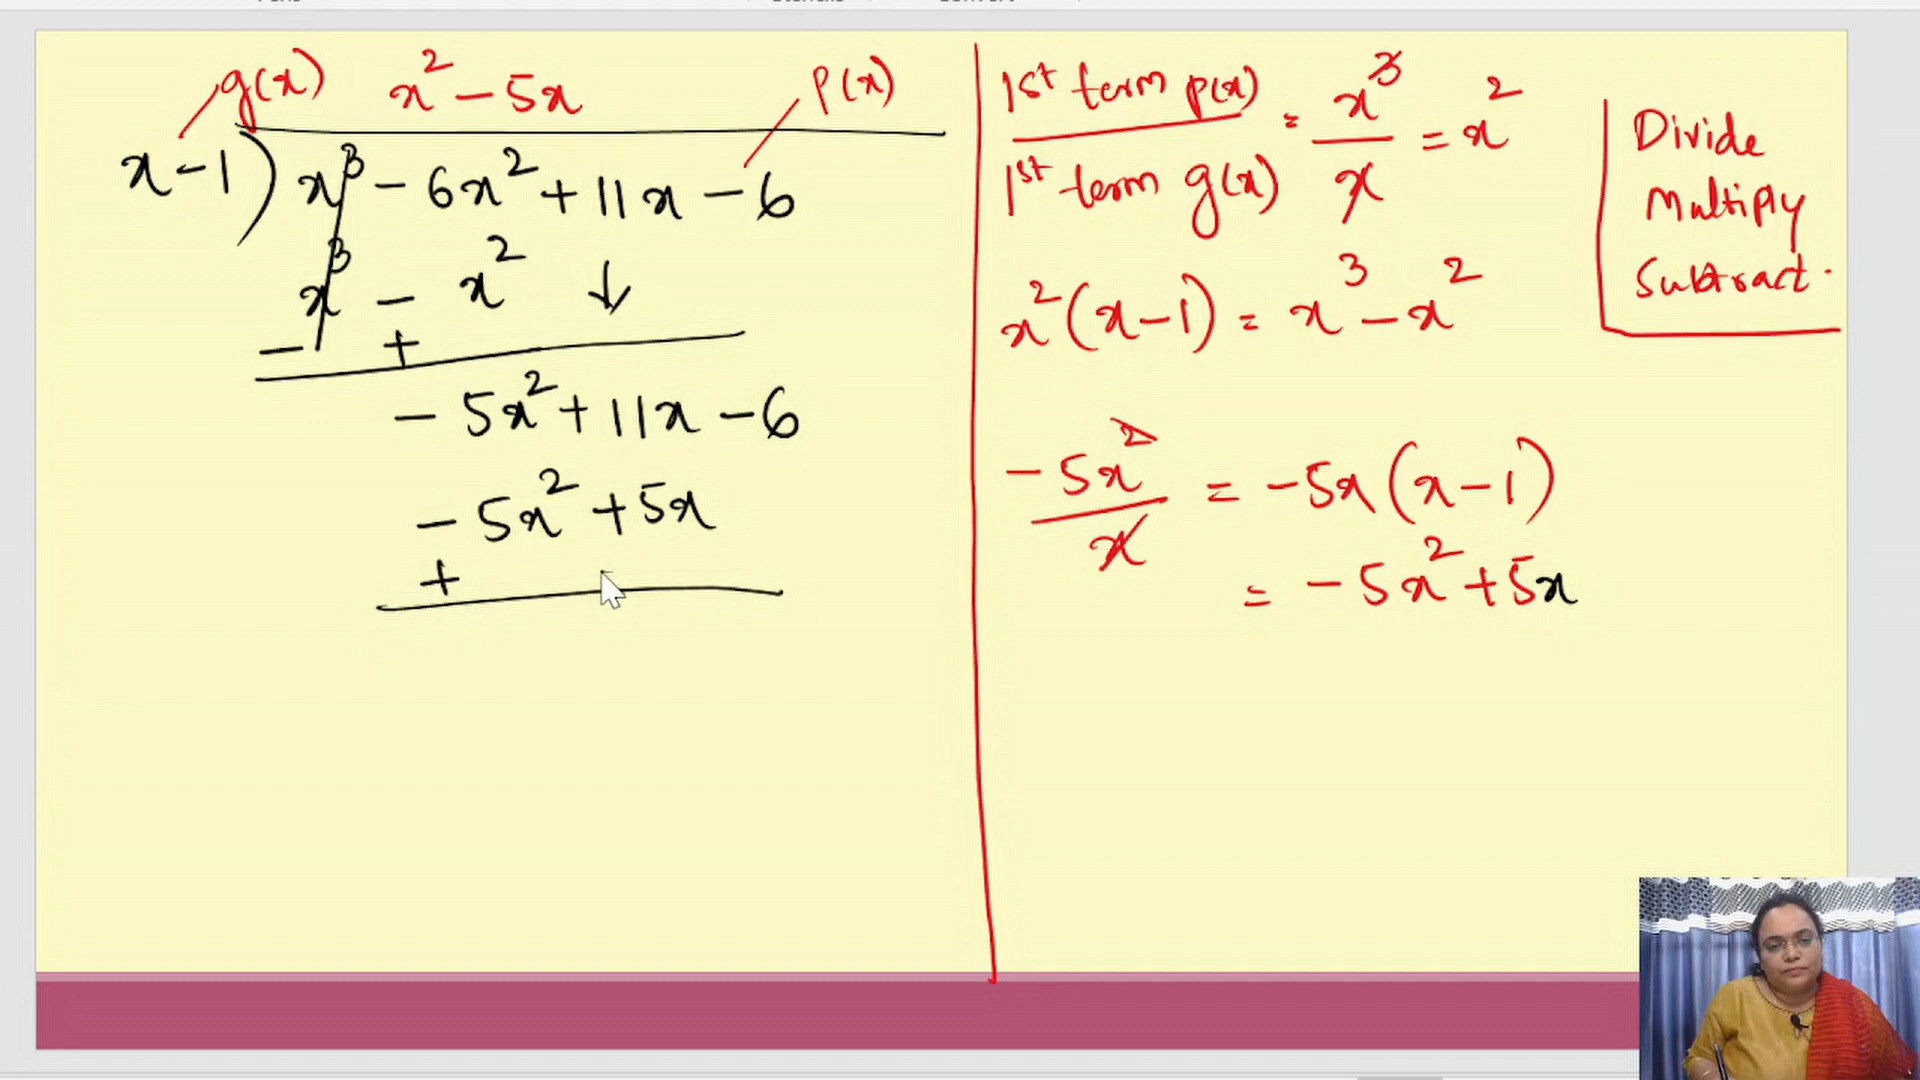 g(x) x² - 5x p(x)
x-1 ) x³ - 6x² + 11x - 6
x³ - x² ↓
- +
- 5x² + 11x - 6
- 5x² + 5x
+
1st term p(x) / 1st term g(x) = x³/x = x²
x²(x-1) = x³ - x²
-5x²/x = -5x(x-1)
= -5x² + 5x
Divide
Multiply
Subtract.